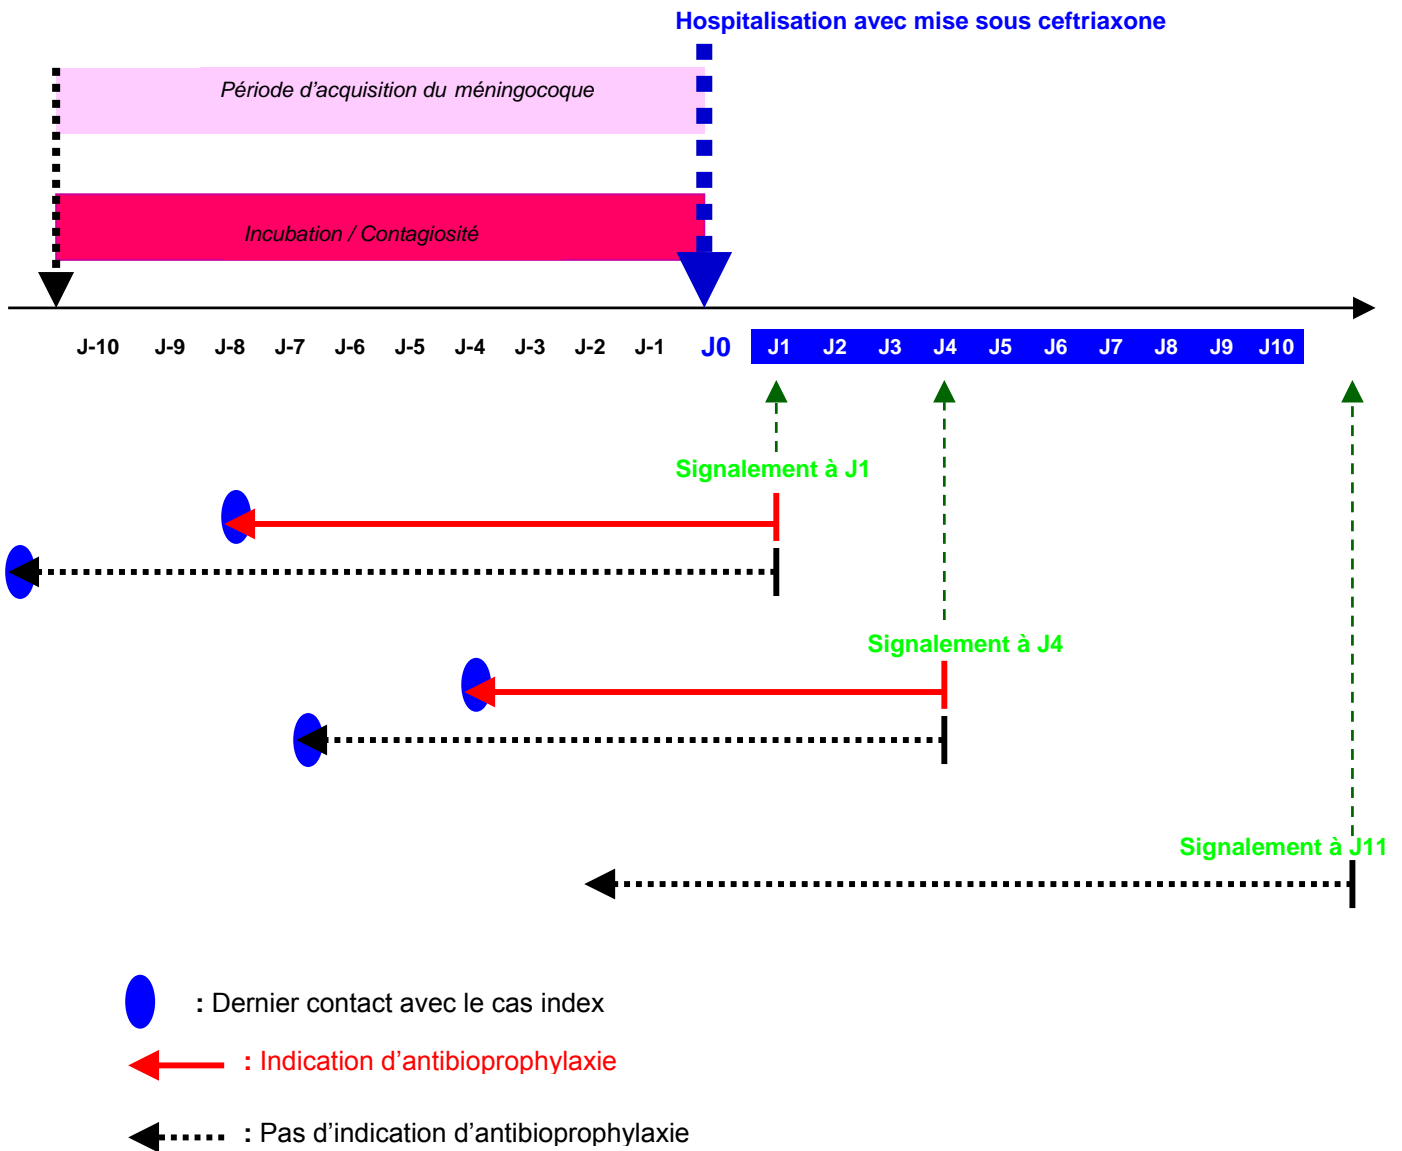 Hospitalisation avec mise sous ceftriaxone
Période d'acquisition du méningocoque
Incubation / Contagiosité
J-10 J-9 J-8 J-7 J-6 J-5 J-4 J-3 J-2 J-1 J0 J1 J2 J3 J4 J5 J6 J7 J8 J9 J10
Signalement à J1
Signalement à J4
Signalement à J11
: Dernier contact avec le cas index
: Indication d'antibioprophylaxie
: Pas d'indication d'antibioprophylaxie